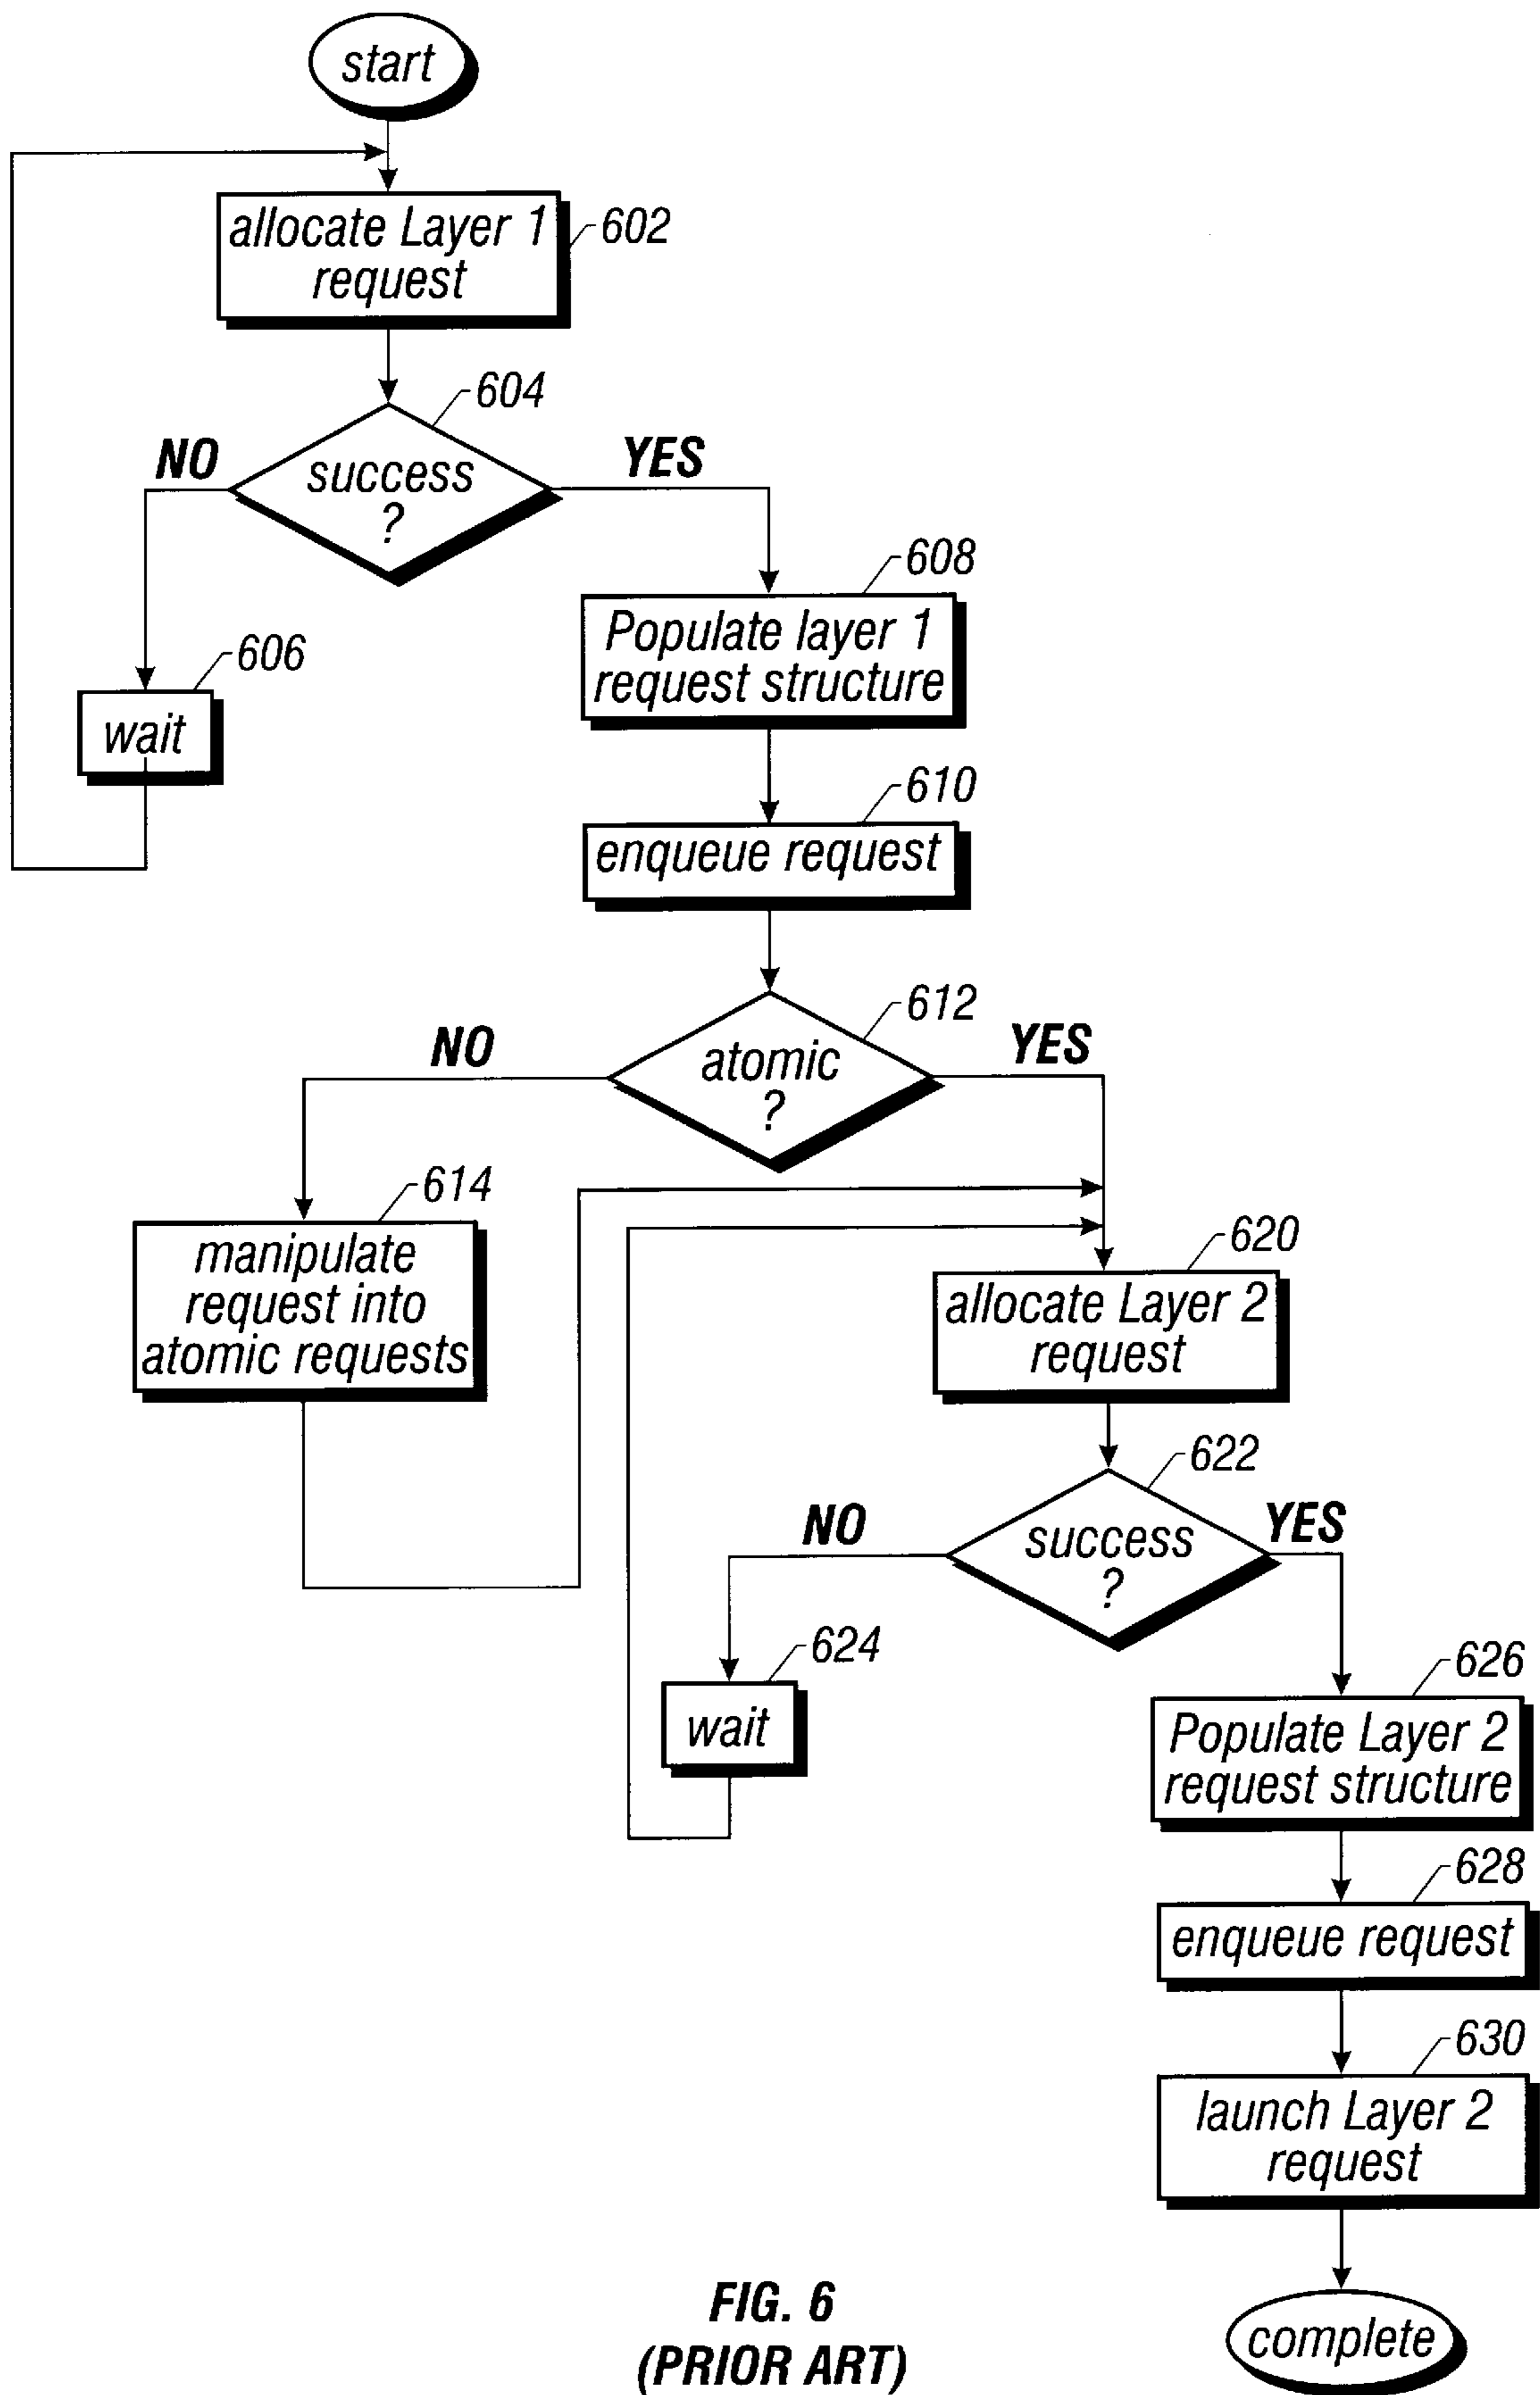 start
allocate Layer 1
request
602
604
NO
success
?
YES
608
Populate layer 1
request structure
606
wait
610
enqueue request
612
NO
atomic
?
YES
614
manipulate
request into
atomic requests
620
allocate Layer 2
request
622
NO
success
?
YES
624
wait
626
Populate Layer 2
request structure
628
enqueue request
630
launch Layer 2
request
complete
FIG. 6
(PRIOR ART)